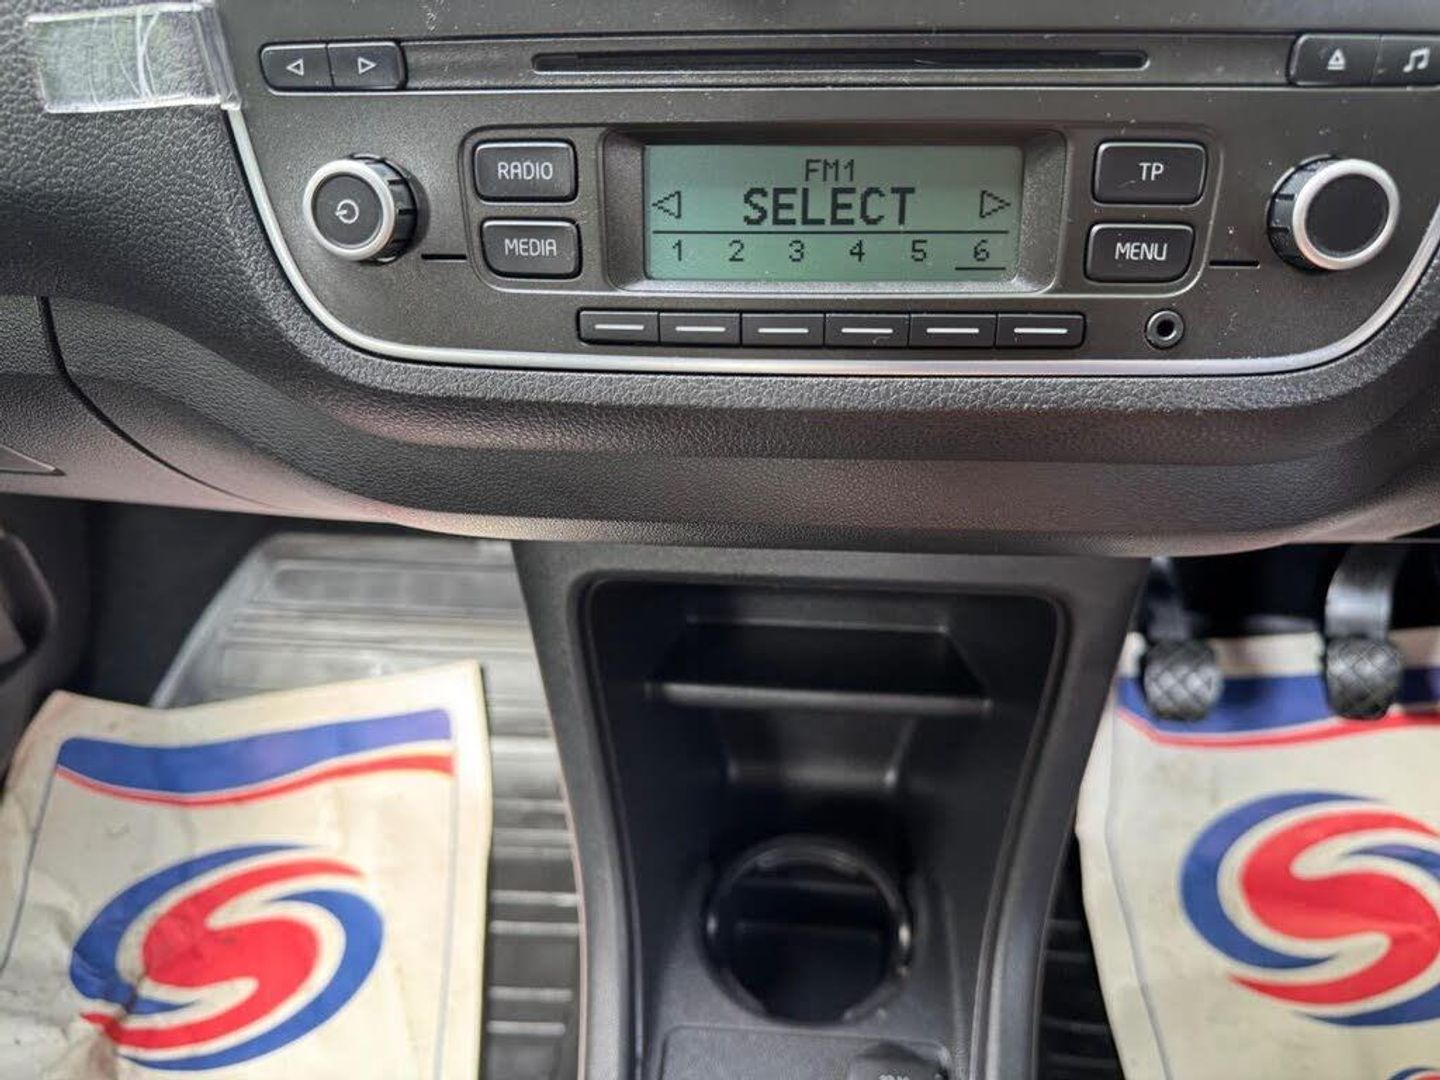 RADIO
MEDIA
FM1
SELECT
1 2 3 4 5 6
TP
MENU